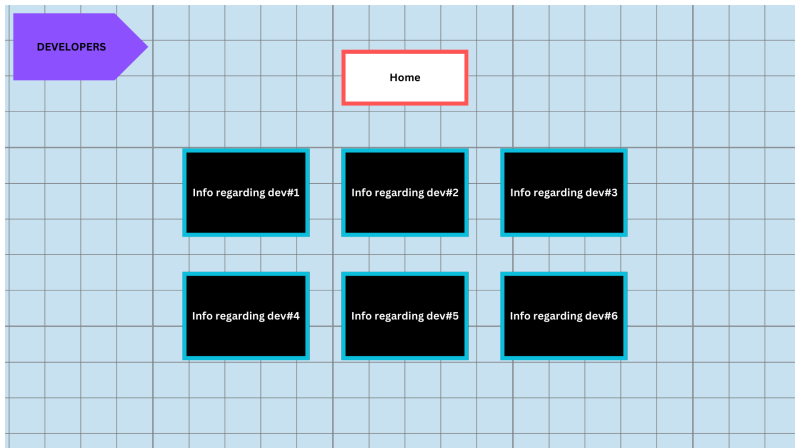 DEVELOPERS
Home
Info regarding dev#1
Info regarding dev#2
Info regarding dev#3
Info regarding dev#4
Info regarding dev#5
Info regarding dev#6